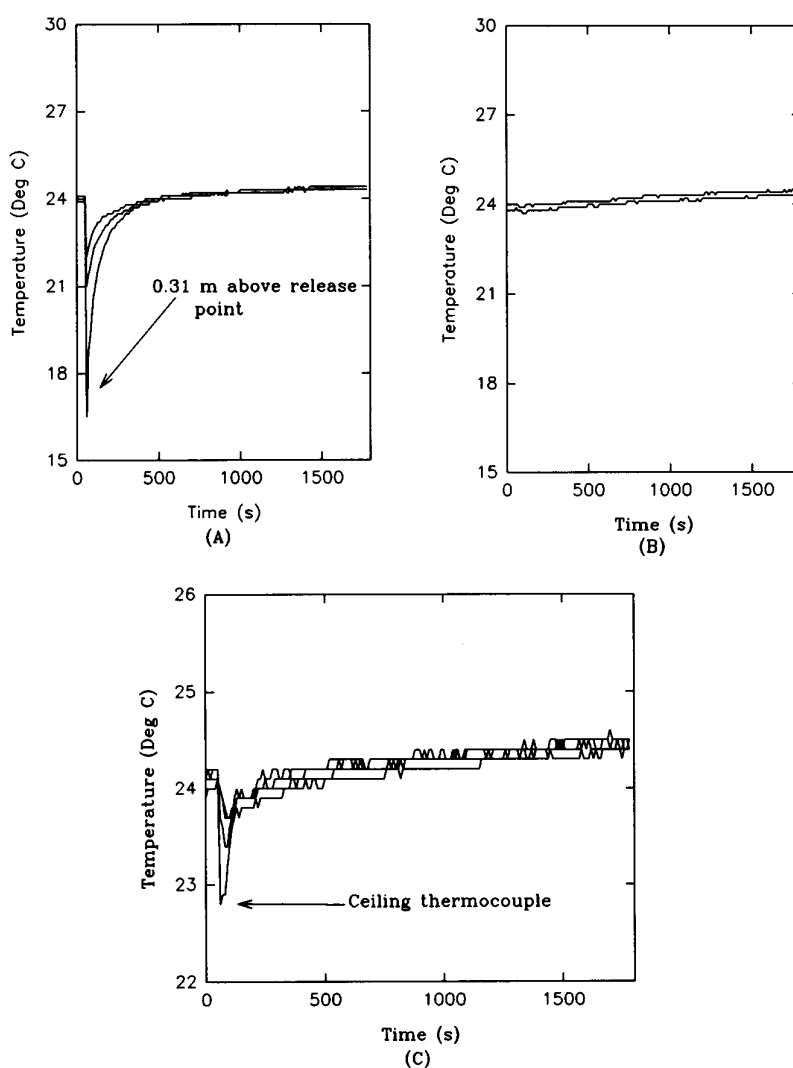 30
27
24
21
18
15
Temperature (Deg C)
0.31 m above release
point
0 500 1000 1500
Time (s)
(A)
30
27
24
21
18
15
Temperature (Deg C)
0 500 1000 1500
Time (s)
(B)
26
25
24
23
22
Temperature (Deg C)
Ceiling thermocouple
0 500 1000 1500
Time (s)
(C)